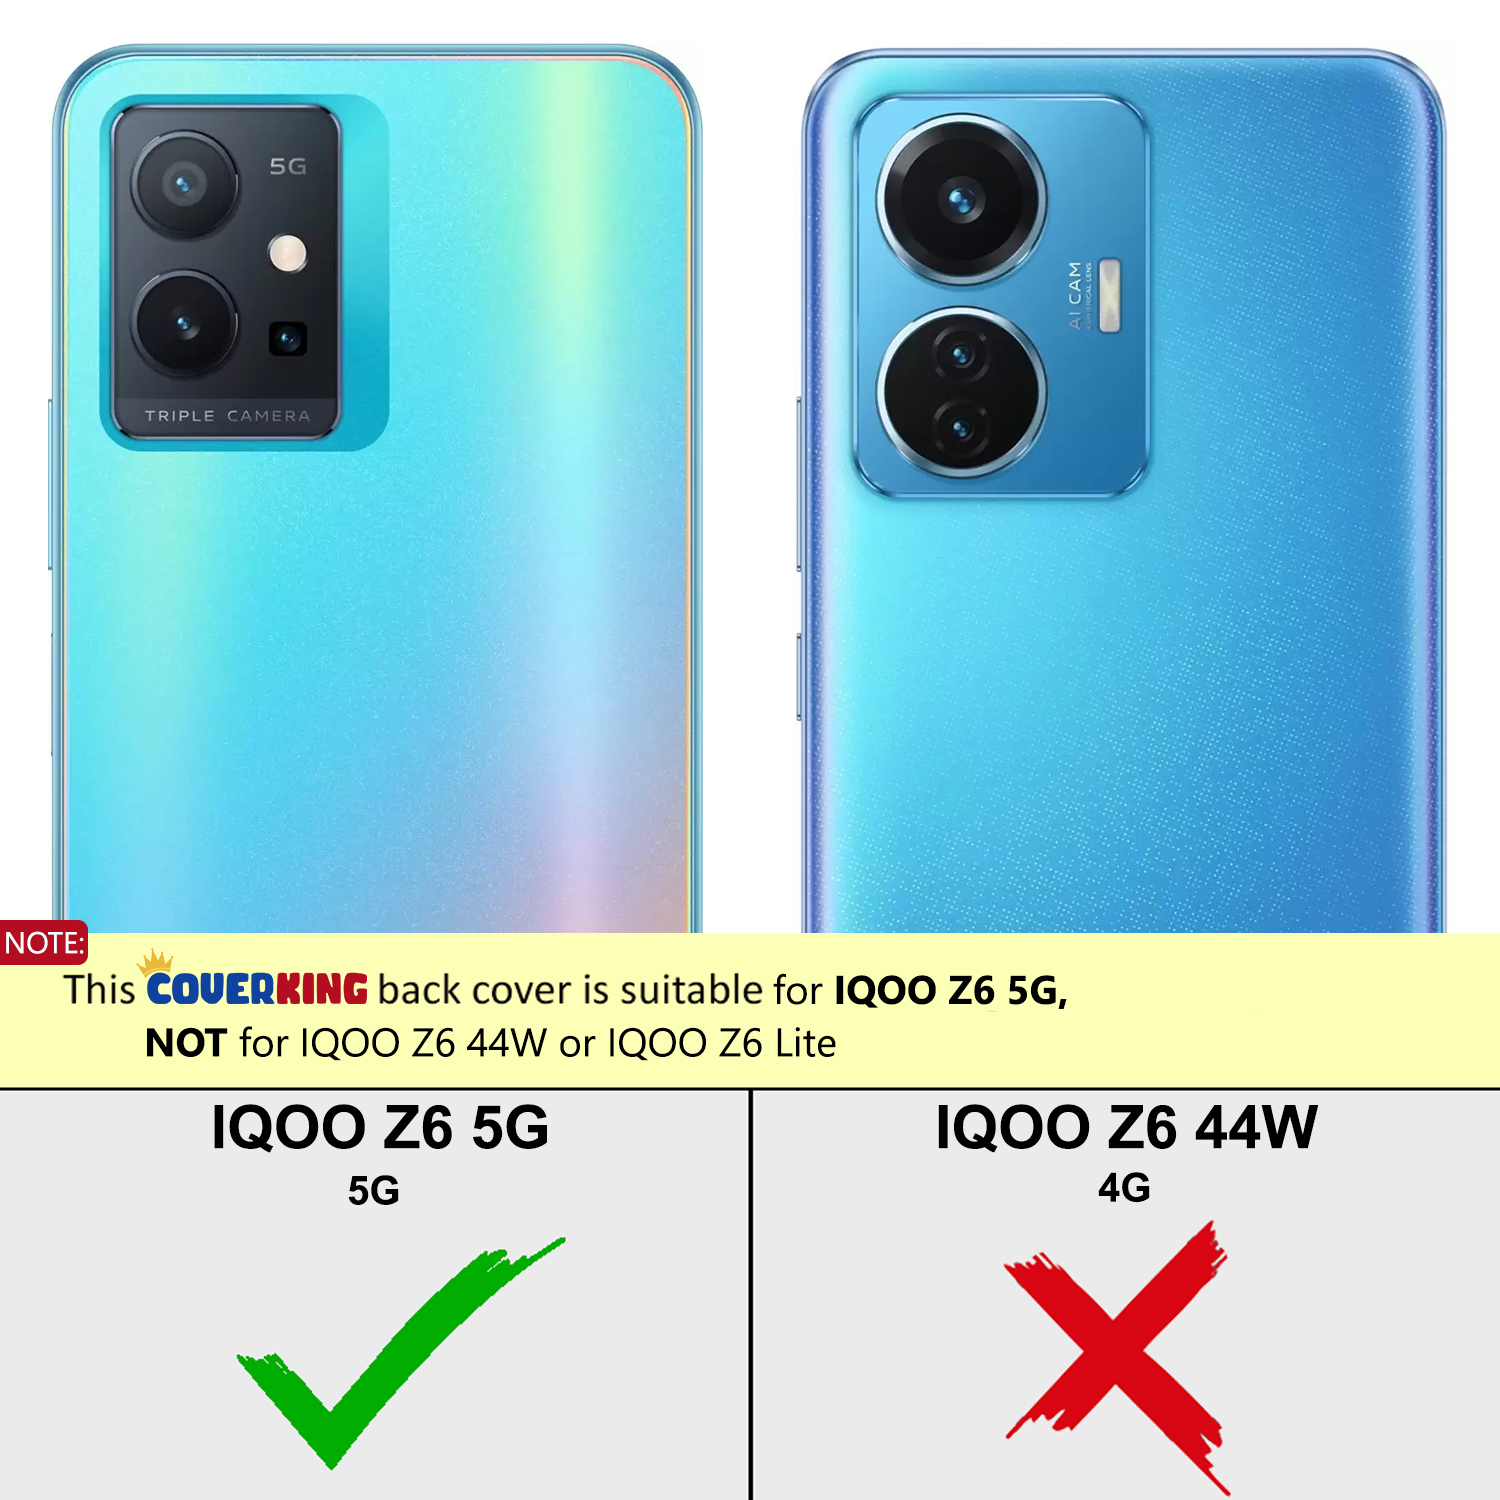 5G
TRIPLE CAMERA
AI CAM
NOTE:
This COVERKING back cover is suitable for IQOO Z6 5G,
NOT for IQOO Z6 44W or IQOO Z6 Lite
IQOO Z6 5G
5G
IQOO Z6 44W
4G